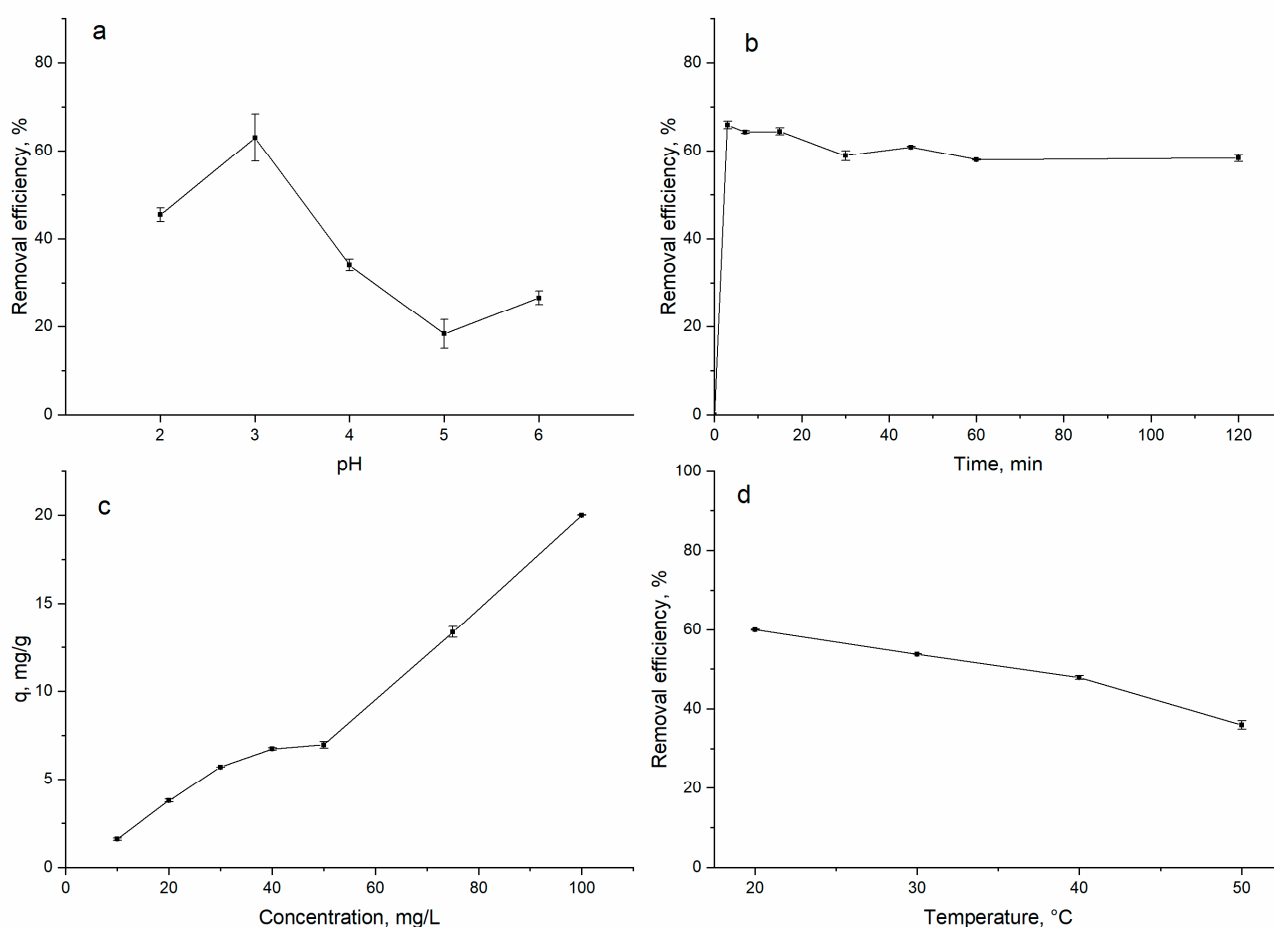 a
Removal efficiency, %
80
60
40
20
0
2 3 4 5 6
pH
b
Removal efficiency, %
80
60
40
20
0
0 20 40 60 80 100 120
Time, min
c
q, mg/g
20
15
10
5
0
0 20 40 60 80 100
Concentration, mg/L
d
Removal efficiency, %
100
80
60
40
20
0
20 30 40 50
Temperature, °C